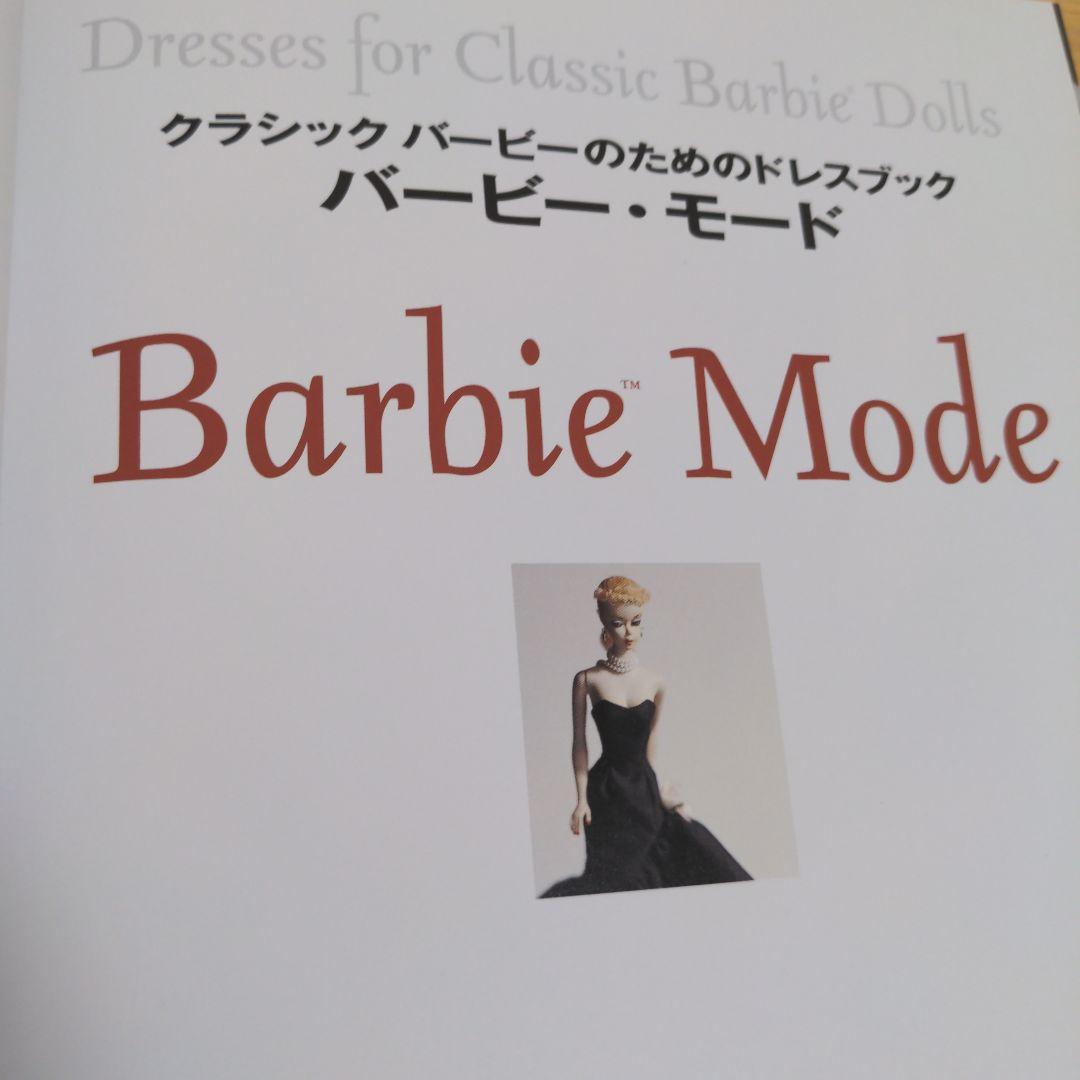 Dresses for Classic Barbie® Dolls
クラシック バービーのためのドレスブック
バービー・モード
Barbie™ Mode